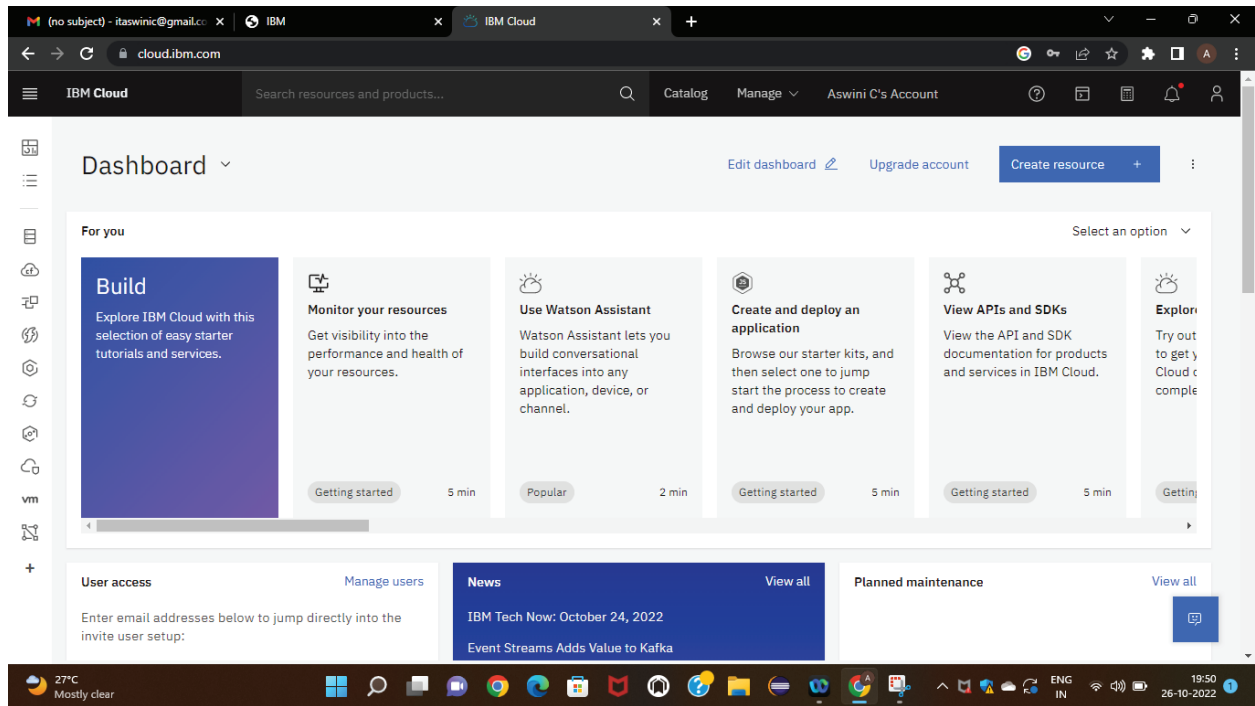 (no subject) - itaswinic@gmail.co
IBM
IBM Cloud
cloud.ibm.com
A
IBM Cloud
Search resources and products...
Catalog
Manage
Aswini C's Account
Dashboard
Edit dashboard
Upgrade account
Create resource +
For you
Select an option
Build
Explore IBM Cloud with this
selection of easy starter
tutorials and services.
Monitor your resources
Get visibility into the
performance and health of
your resources.
Getting started
5 min
Use Watson Assistant
Watson Assistant lets you
build conversational
interfaces into any
application, device, or
channel.
Popular
2 min
Create and deploy an
application
Browse our starter kits, and
then select one to jump
start the process to create
and deploy your app.
Getting started
5 min
View APIs and SDKs
View the API and SDK
documentation for products
and services in IBM Cloud.
Getting started
5 min
Explor
Try out
to get y
Cloud c
comple
Getting
vm
User access
Manage users
Enter email addresses below to jump directly into the
invite user setup:
News
View all
IBM Tech Now: October 24, 2022
Event Streams Adds Value to Kafka
Planned maintenance
View all
27°C
Mostly clear
ENG
IN
19:50
26-10-2022
1